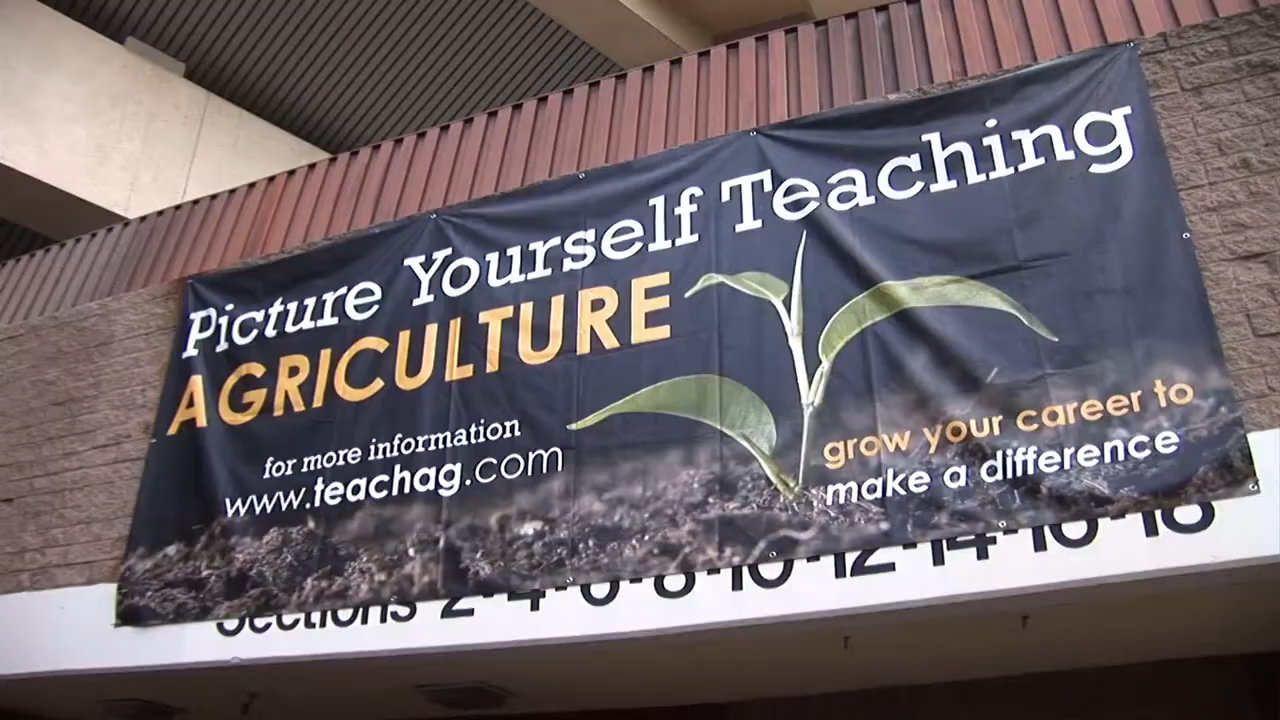 Picture Yourself Teaching
AGRICULTURE
for more information
www.teachag.com
grow your career to
make a difference
Sections 2-4-6-8-10-12-14-16-18